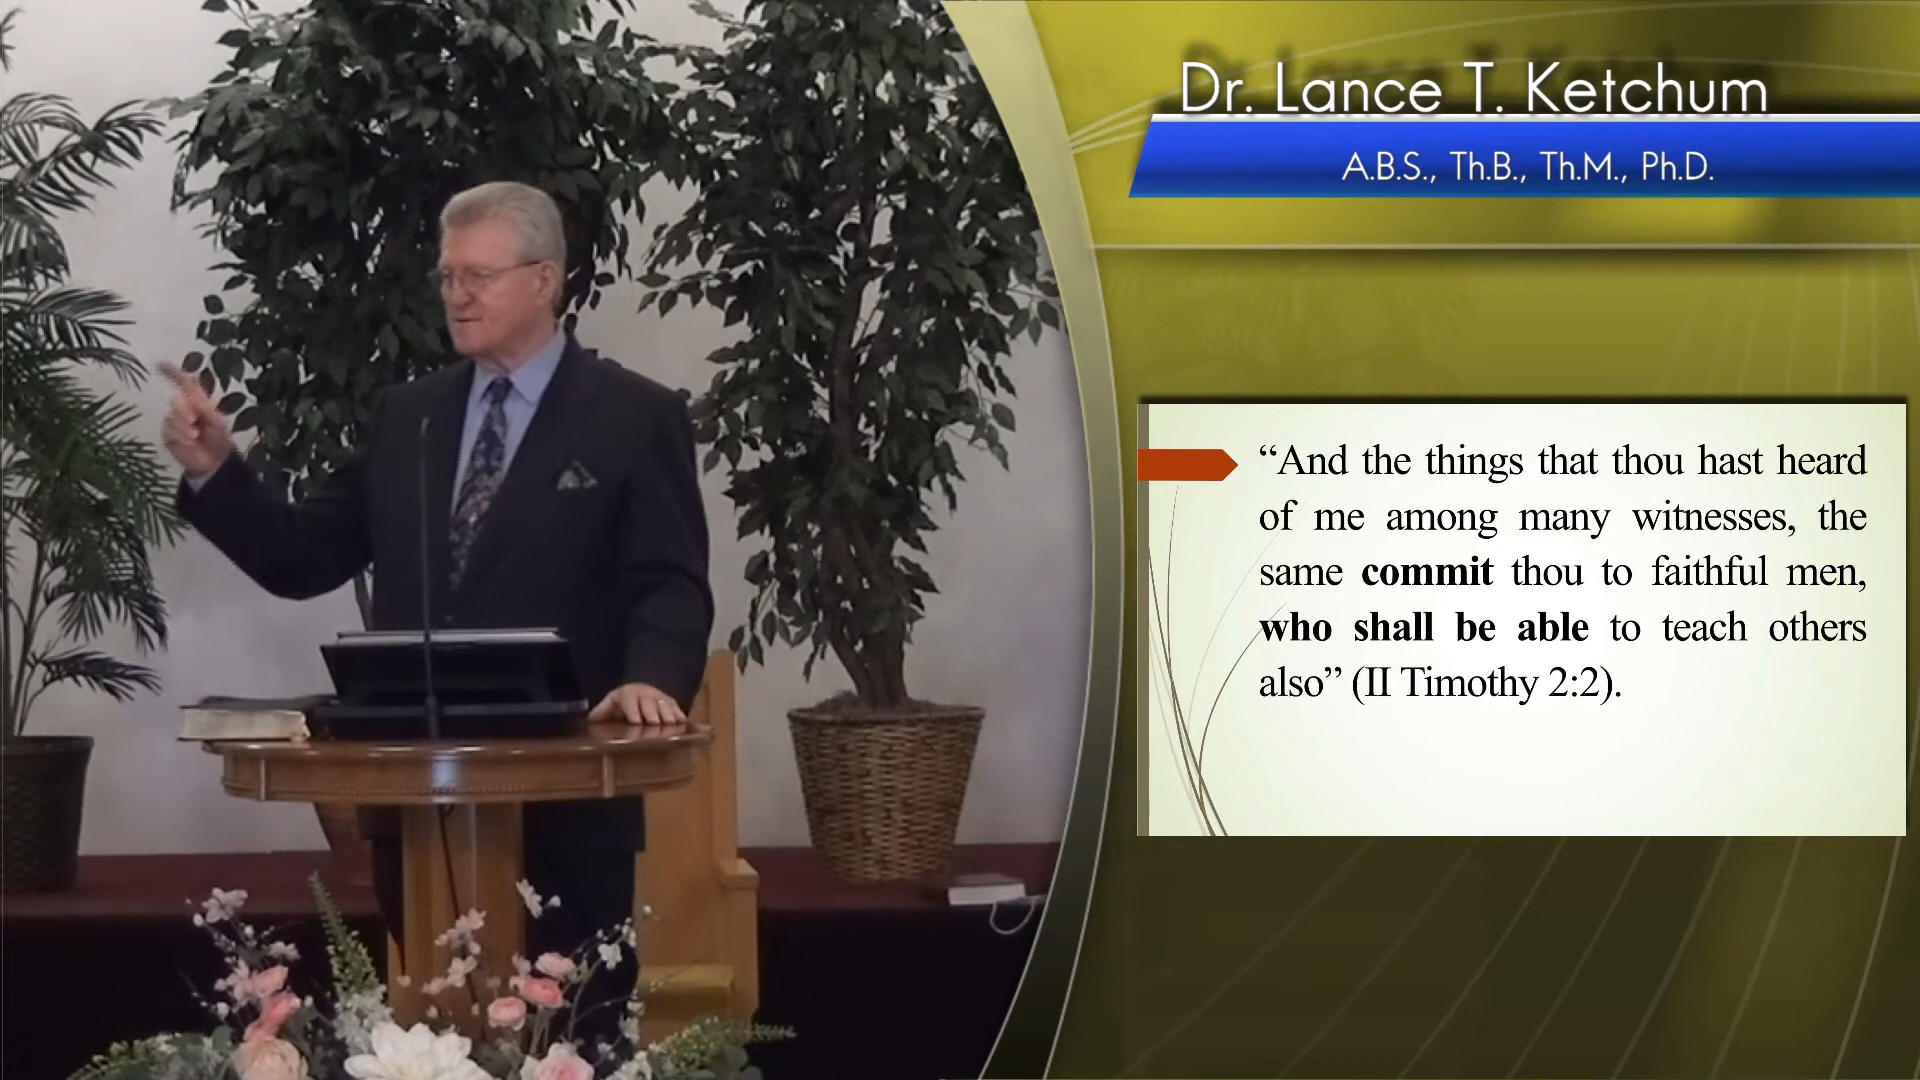 Dr. Lance T. Ketchum
A.B.S., Th.B., Th.M., Ph.D.
“And the things that thou hast heard
of me among many witnesses, the
same commit thou to faithful men,
who shall be able to teach others
also” (II Timothy 2:2).